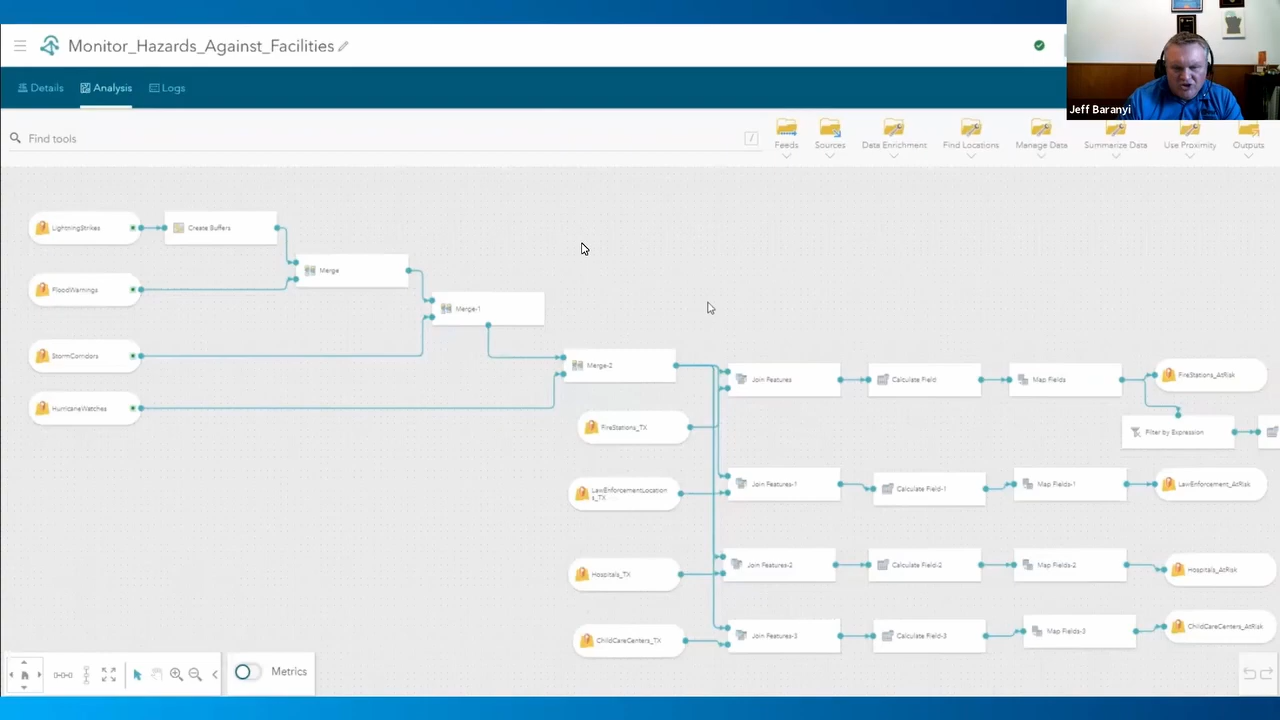 Monitor_Hazards_Against_Facilities
Jeff Baranyi
Details
Analysis
Logs
Find tools
/
Feeds
Sources
Data Enrichment
Find Locations
Manage Data
Summarize Data
Use Proximity
Outputs
LightningStrikes
Create Buffers
FloodWarnings
Merge
Merge-1
StormCorridors
Merge-2
HurricaneWatches
Join Features
Calculate Field
Map Fields
FireStations_AtRisk
FireStations_TX
Filter by Expression
LawEnforcementLocation
s_TX
Join Features-1
Calculate Field-1
Map Fields-1
LawEnforcement_AtRisk
Hospitals_TX
Join Features-2
Calculate Field-2
Map Fields-2
Hospitals_AtRisk
ChildCareCenters_TX
Join Features-3
Calculate Field-3
Map Fields-3
ChildCareCenters_AtRisk
Metrics